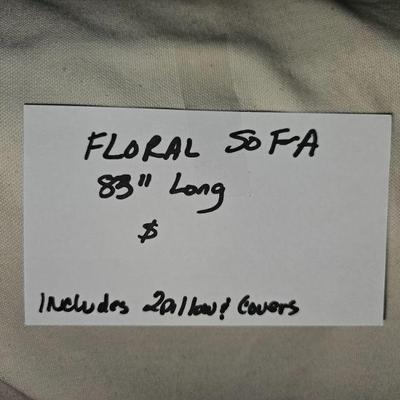 FLORAL SOFA
83" Long
$
Includes 2 Pillow & Covers